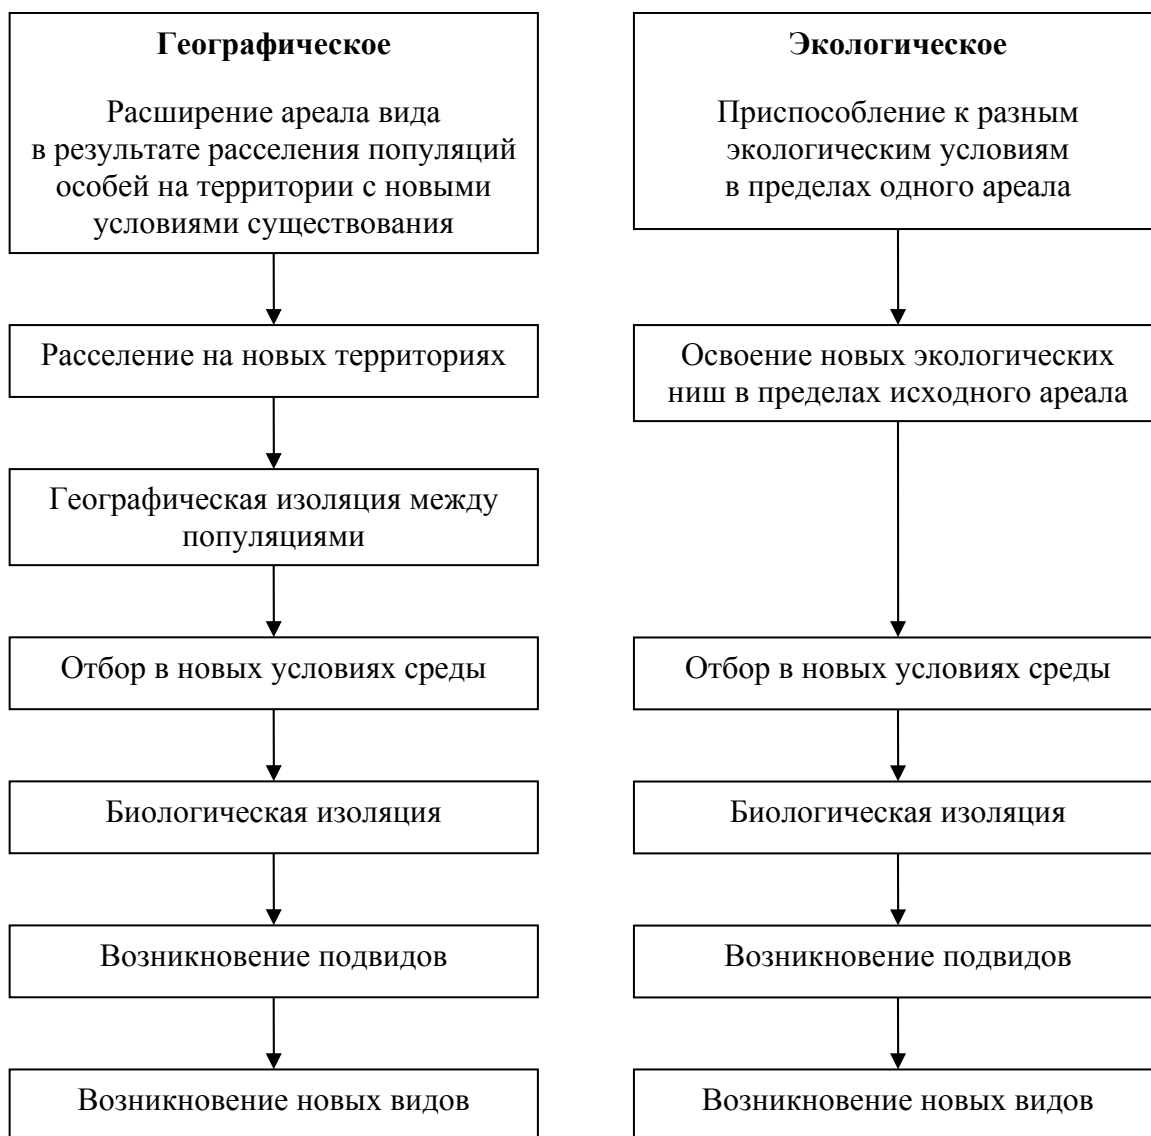 Географическое
Расширение ареала вида
в результате расселения популяций
особей на территории с новыми
условиями существования
Расселение на новых территориях
Географическая изоляция между
популяциями
Отбор в новых условиях среды
Биологическая изоляция
Возникновение подвидов
Возникновение новых видов
Экологическое
Приспособление к разным
экологическим условиям
в пределах одного ареала
Освоение новых экологических
ниш в пределах исходного ареала
Отбор в новых условиях среды
Биологическая изоляция
Возникновение подвидов
Возникновение новых видов